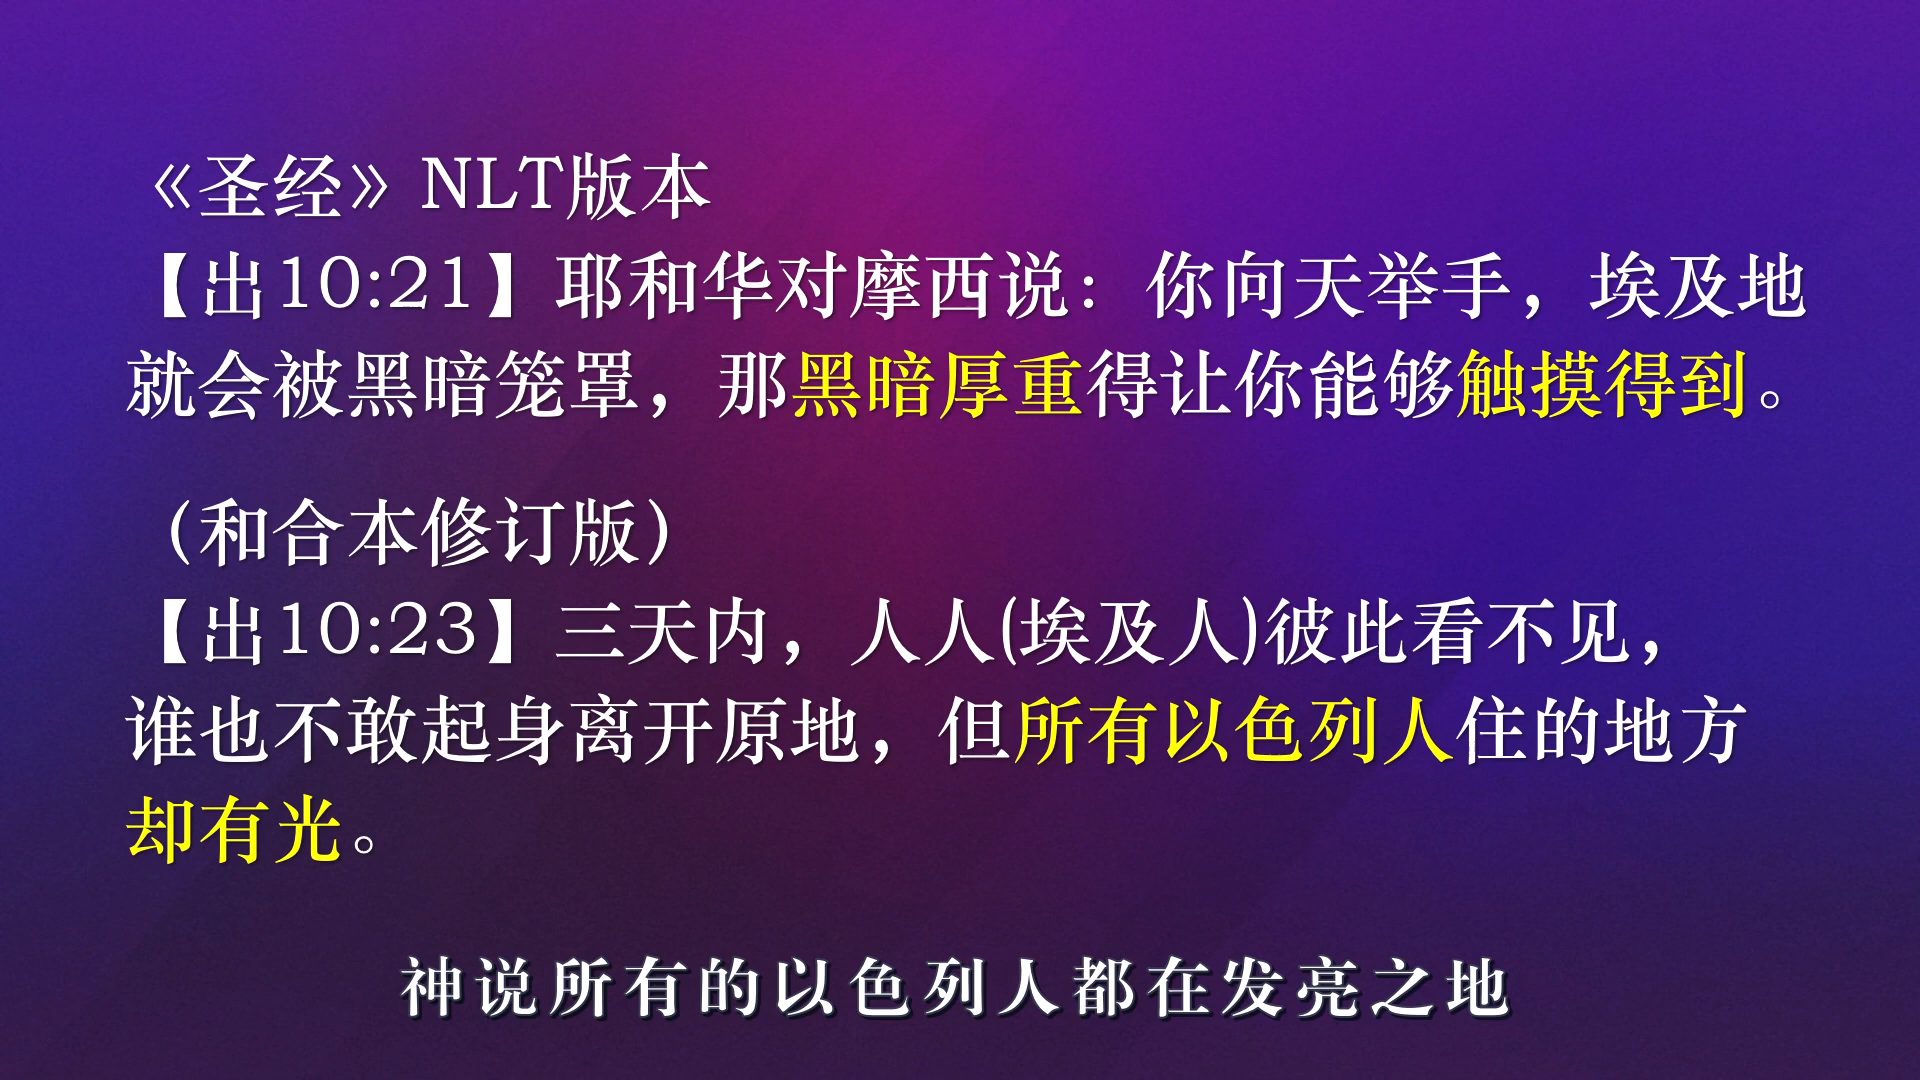 《圣经》NLT版本
【出10:21】耶和华对摩西说：你向天举手，埃及地
就会被黑暗笼罩，那黑暗厚重得让你能够触摸得到。
（和合本修订版）
【出10:23】三天内，人人(埃及人)彼此看不见，
谁也不敢起身离开原地，但所有以色列人住的地方
却有光。
神说所有的以色列人都在发亮之地